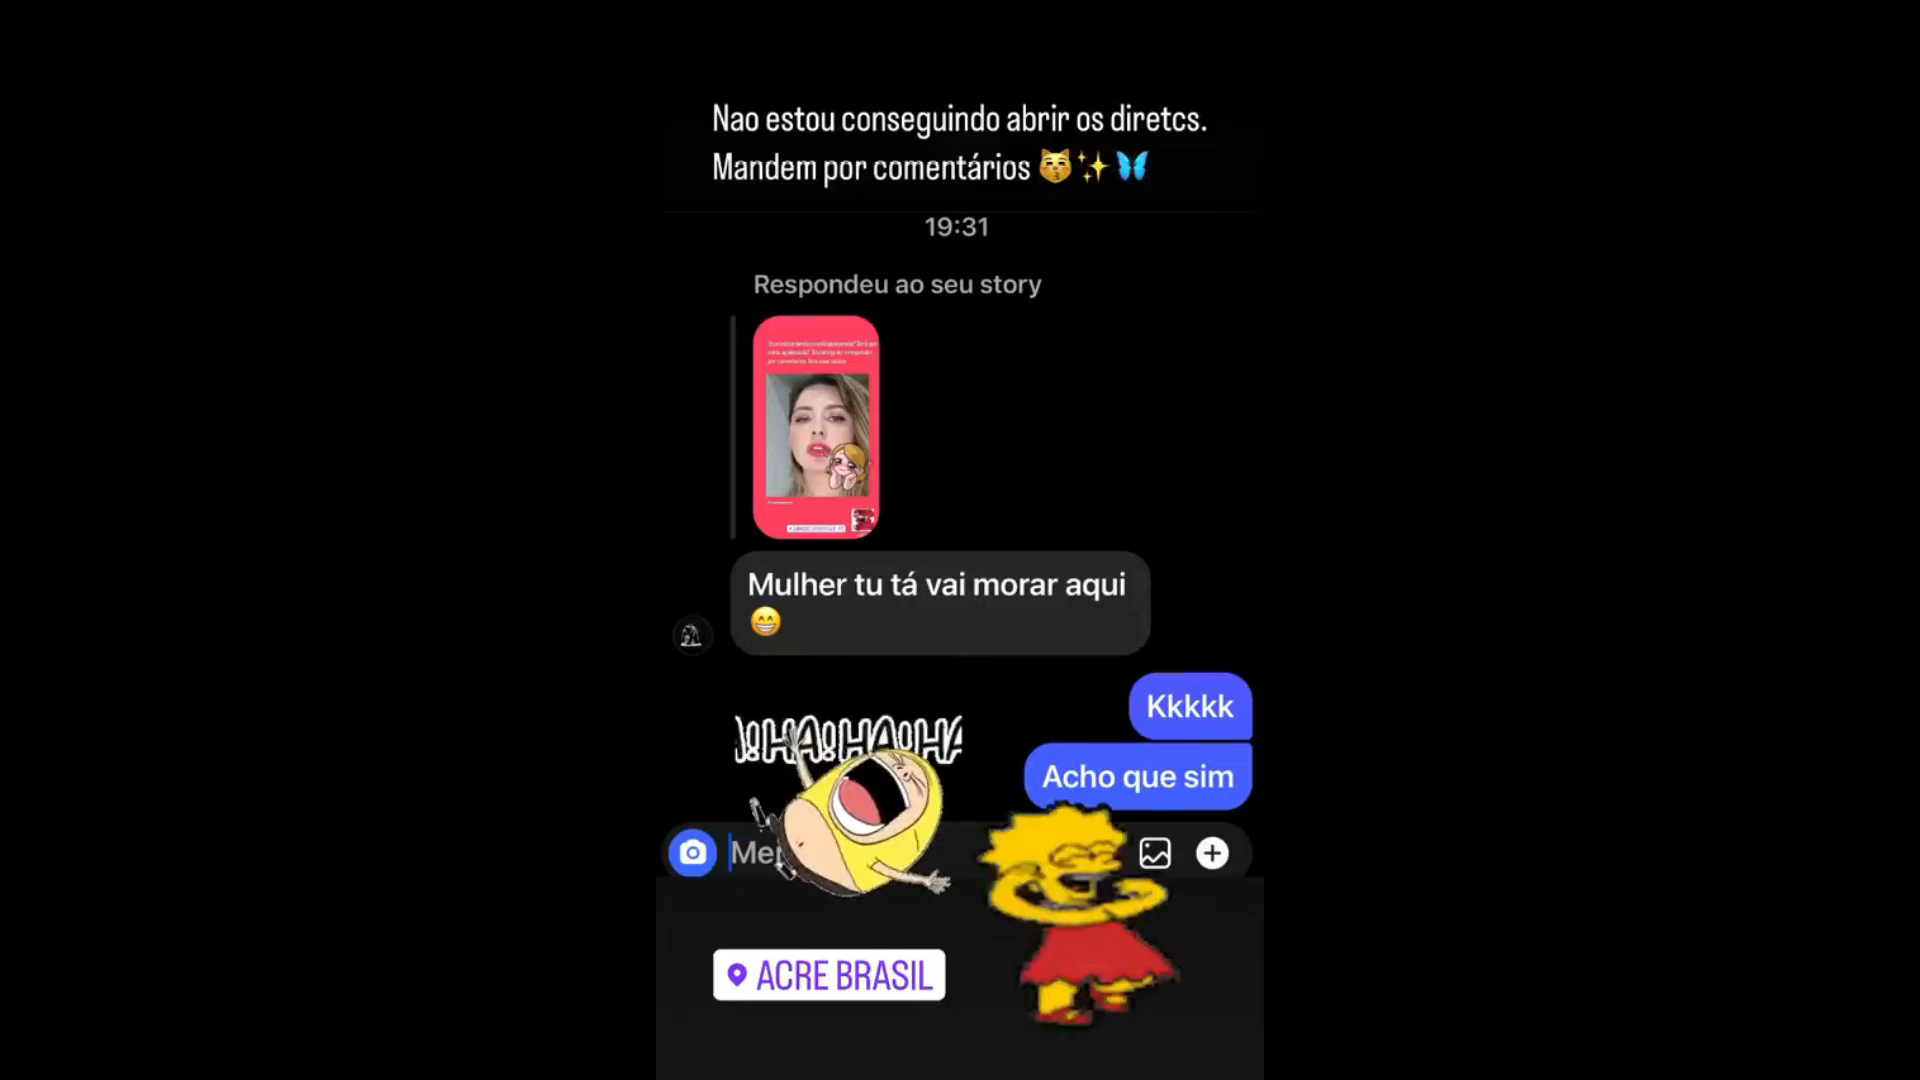 Nao estou conseguindo abrir os diretcs.
Mandem por comentários 😽✨🦋
19:31
Respondeu ao seu story
Mulher tu tá vai morar aqui
😁
Kkkkk
!HA!HA!HA
Acho que sim
ACRE BRASIL